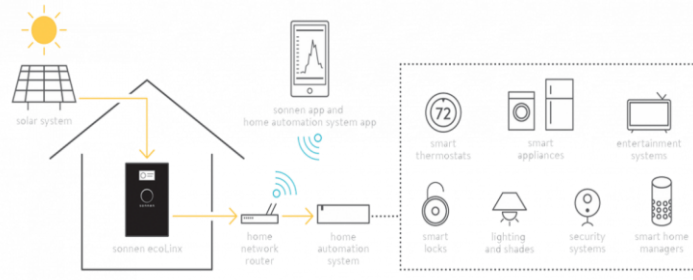 solar system
sonnen app and
home automation system app
72
smart
thermostats
smart
appliances
entertainment
systems
sonnen
sonnen ecoLinx
home
network
router
home
automation
system
smart
locks
lighting
and shades
security
systems
smart home
managers